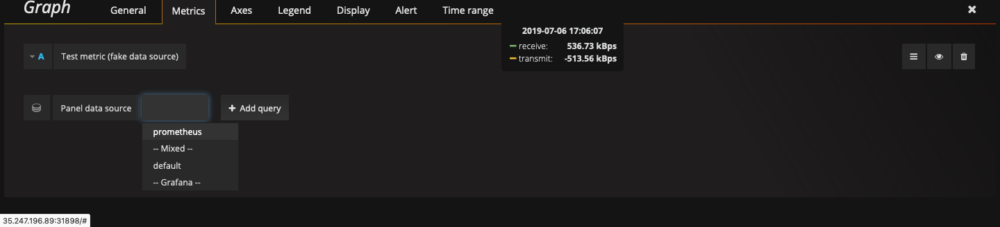 Graph General Metrics Axes Legend Display Alert Time range
2019-07-06 17:06:07
receive: 536.73 kBps
transmit: -513.56 kBps
A Test metric (fake data source)
Panel data source + Add query
prometheus
-- Mixed --
default
-- Grafana --
35.247.196.89:31898/#